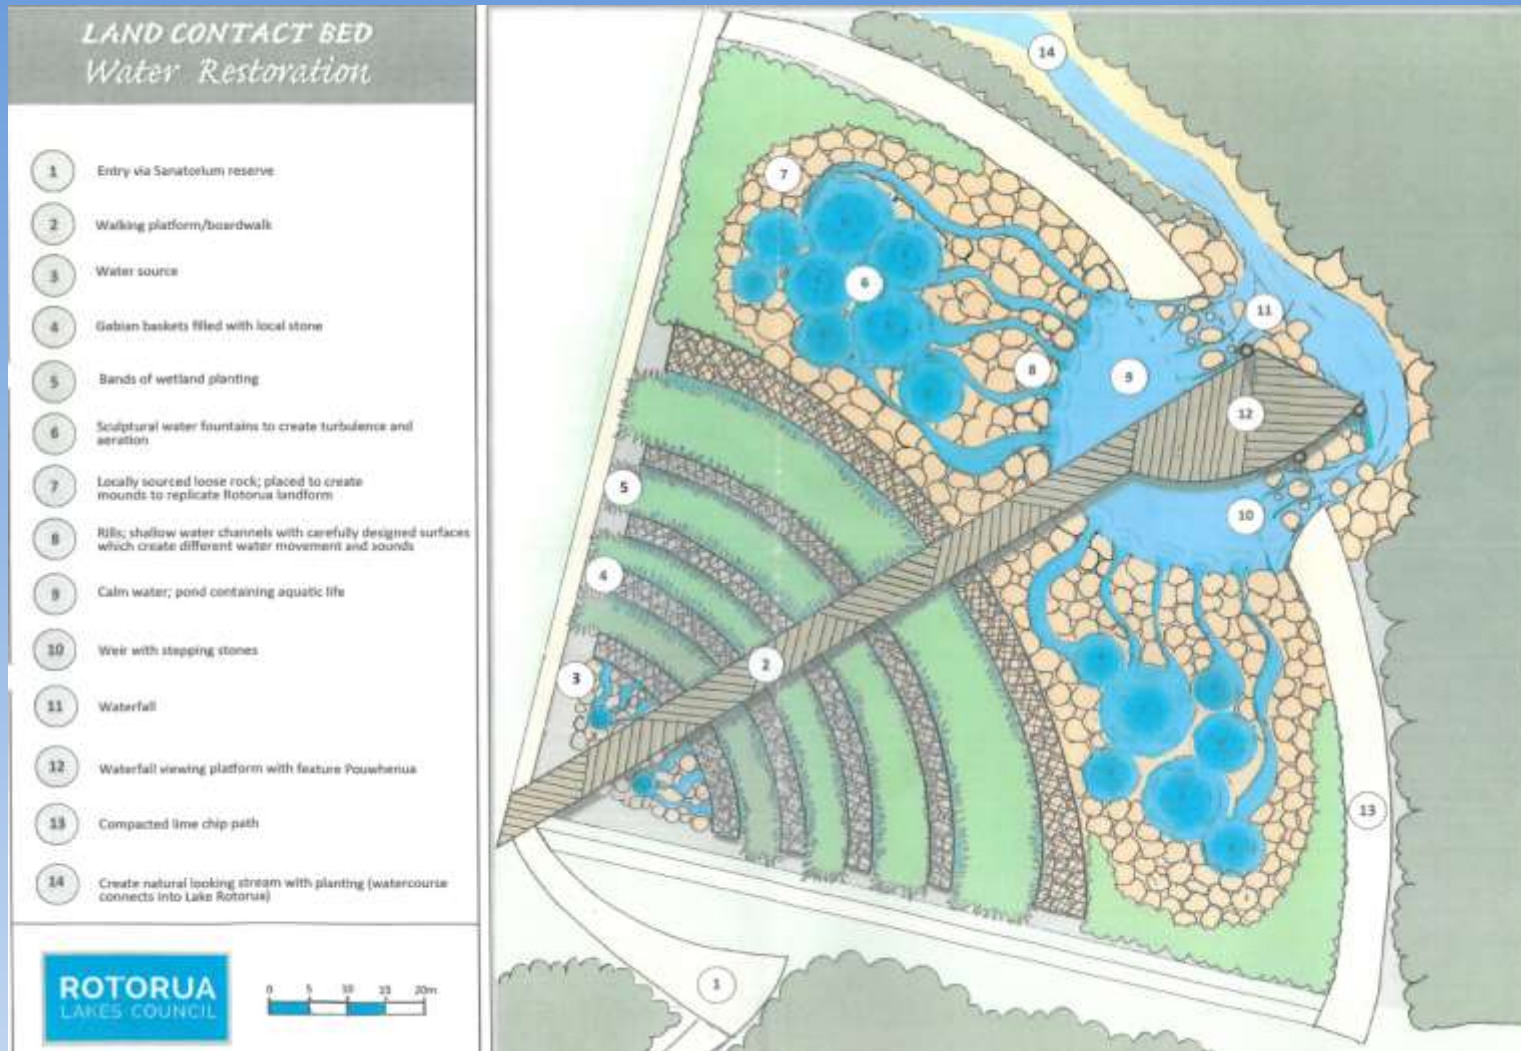 LAND CONTACT BED
Water Restoration
1 Entry via Sanatorium reserve
2 Walking platform/boardwalk
3 Water source
4 Gabian baskets filled with local stone
5 Bands of wetland planting
6 Sculptural water fountains to create turbulence and
aeration
7 Locally sourced loose rock; placed to create
mounds to replicate Rotorua landform
8 Rills; shallow water channels with carefully designed surfaces
which create different water movement and sounds
9 Calm water; pond containing aquatic life
10 Weir with stepping stones
11 Waterfall
12 Waterfall viewing platform with feature Pouwhenua
13 Compacted lime chip path
14 Create natural looking stream with planting (watercourse
connects into Lake Rotorua)
ROTORUA
LAKES COUNCIL
0 5 10 15 20m
14
7
6
11
8
9
12
5
10
4
2
3
13
1